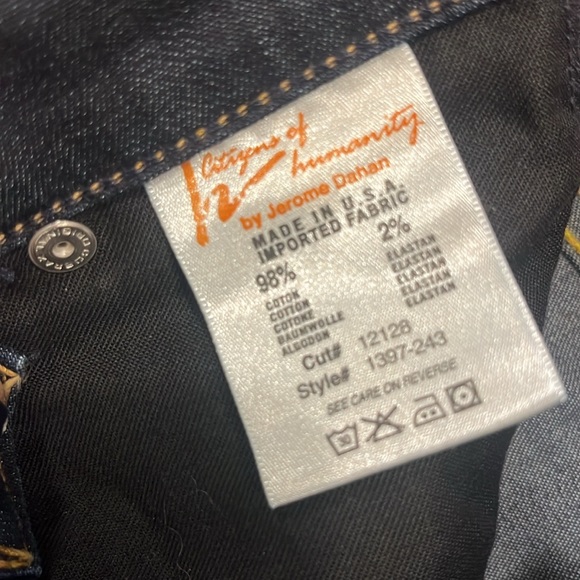 Citizens of
humanity
by Jerome Dahan
MADE IN U.S.A.
IMPORTED FABRIC
98% 2%
COTON ELASTAN
COTTON ELASTAN
COTONE ELASTAN
BAUMWOLLE ELASTAN
ALGODON
Cut# 12128
Style# 1397-243
SEE CARE ON REVERSE
ORIGINAL